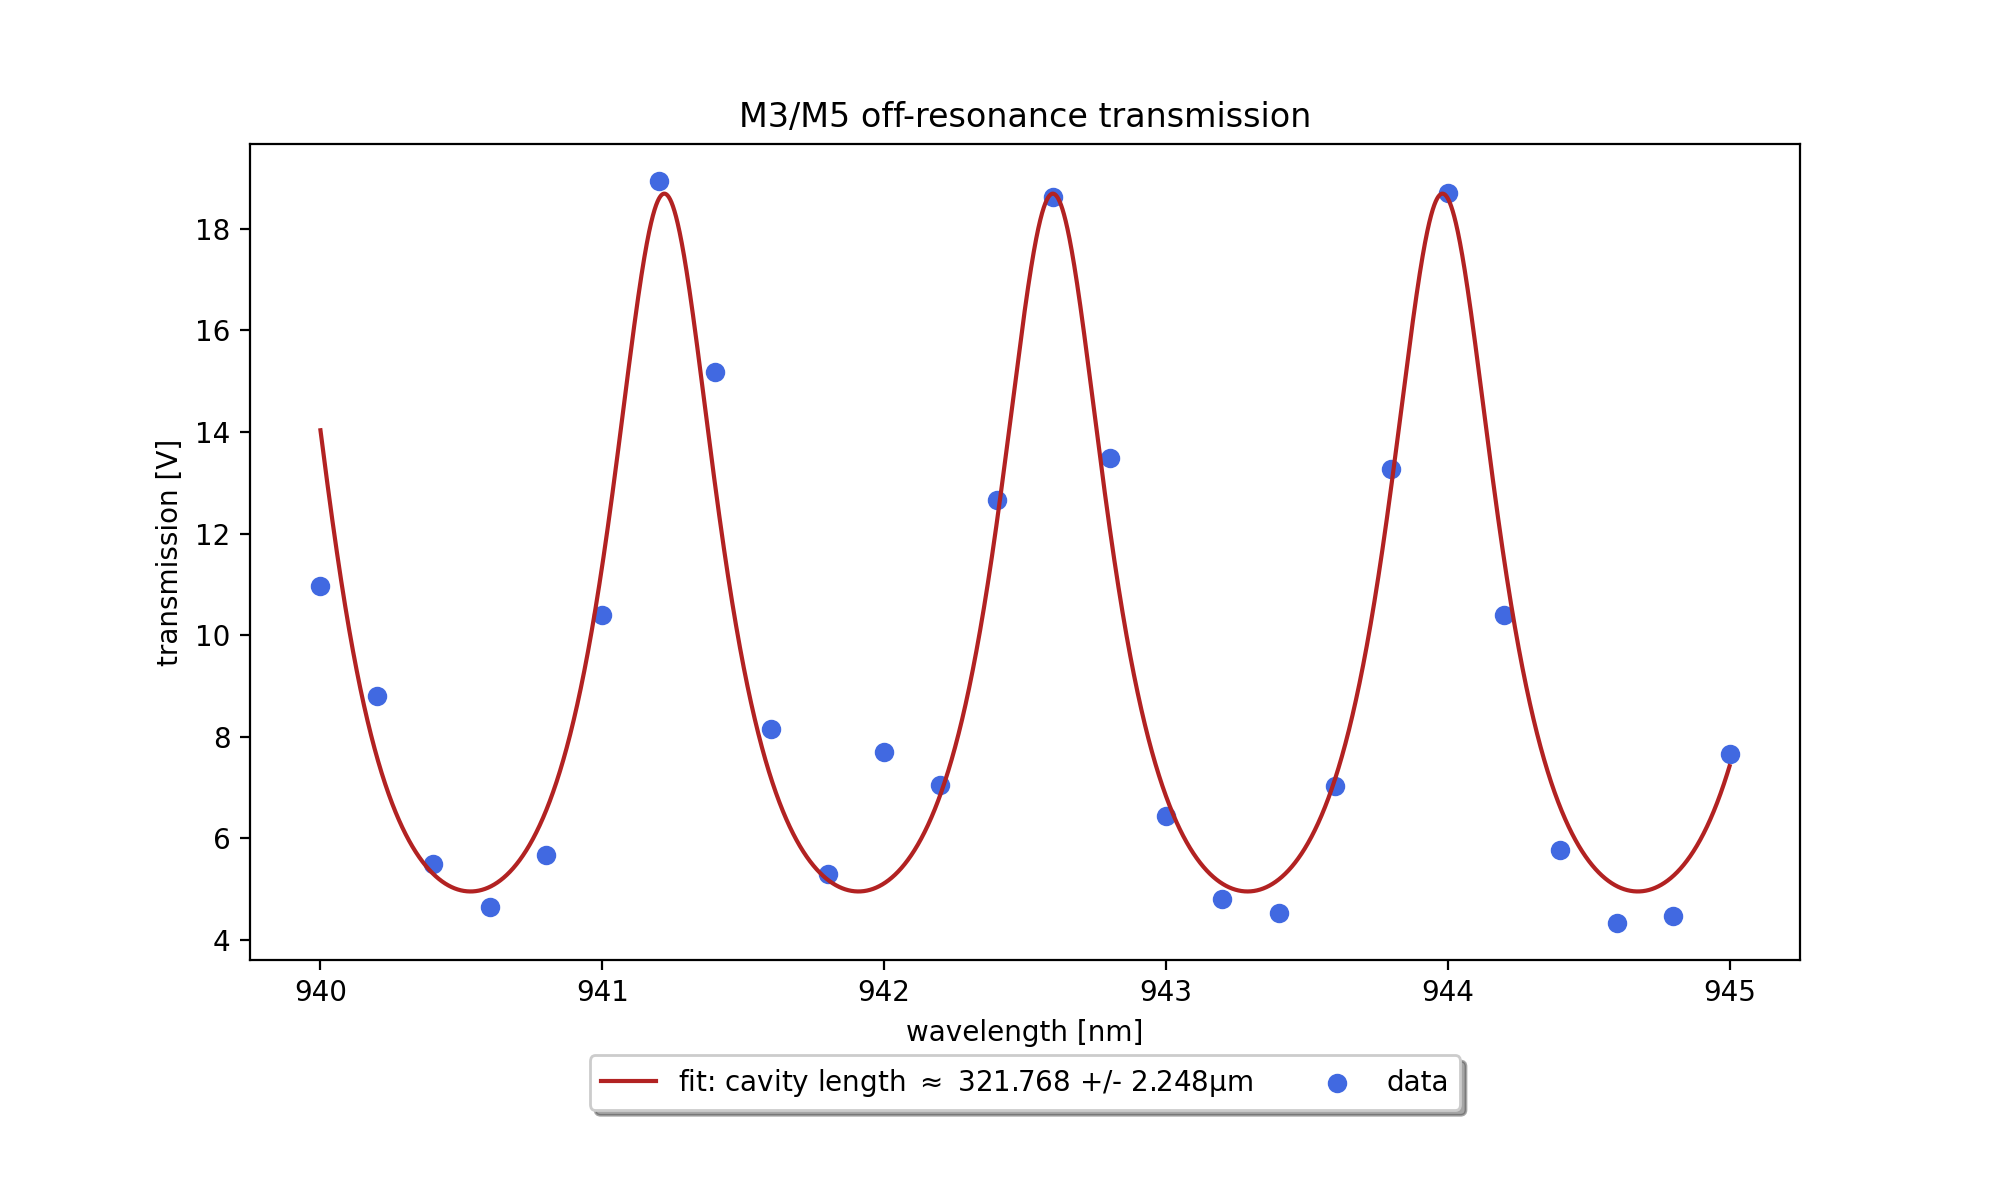 M3/M5 off-resonance transmission
transmission [V]
18
16
14
12
10
8
6
4
940 941 942 943 944 945
wavelength [nm]
fit: cavity length ≈ 321.768 +/- 2.248μm data